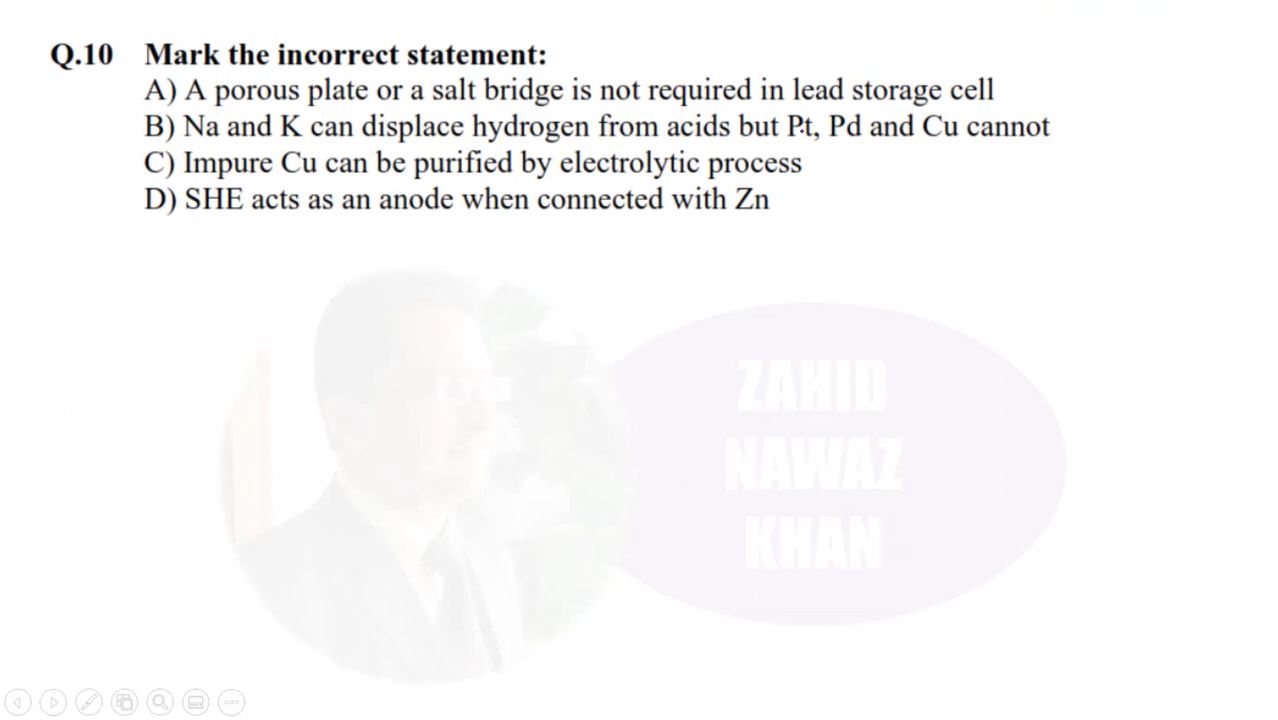 Q.10 Mark the incorrect statement:
A) A porous plate or a salt bridge is not required in lead storage cell
B) Na and K can displace hydrogen from acids but Pt, Pd and Cu cannot
C) Impure Cu can be purified by electrolytic process
D) SHE acts as an anode when connected with Zn
ZAHID
NAWAZ
KHAN